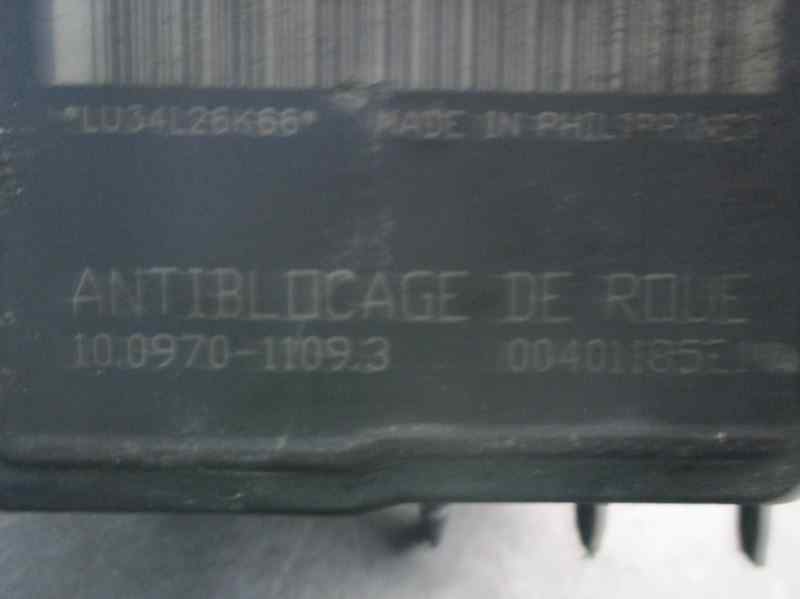 *LU34L26K66* MADE IN PHILIPPINES
ANTIBLOCAGE DE ROUE
10.0970-1109.3